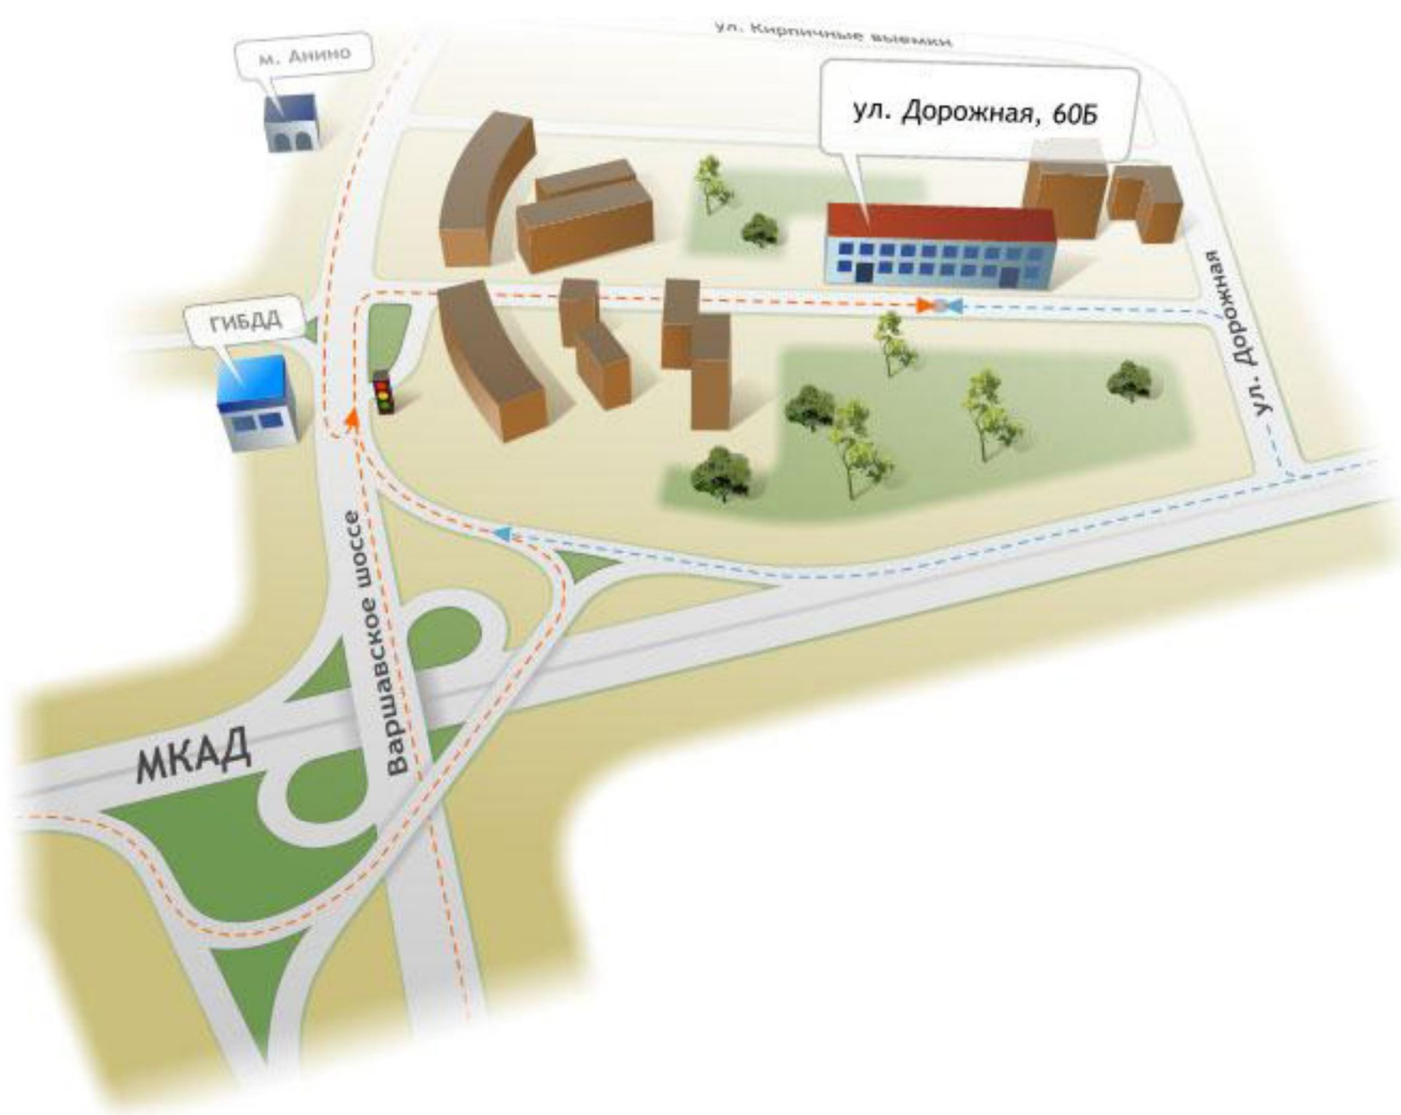 ул. Кирпичные выемки
м. Анино
ул. Дорожная, 60Б
ул. Дорожная
ГИБДД
Варшавское шоссе
МКАД